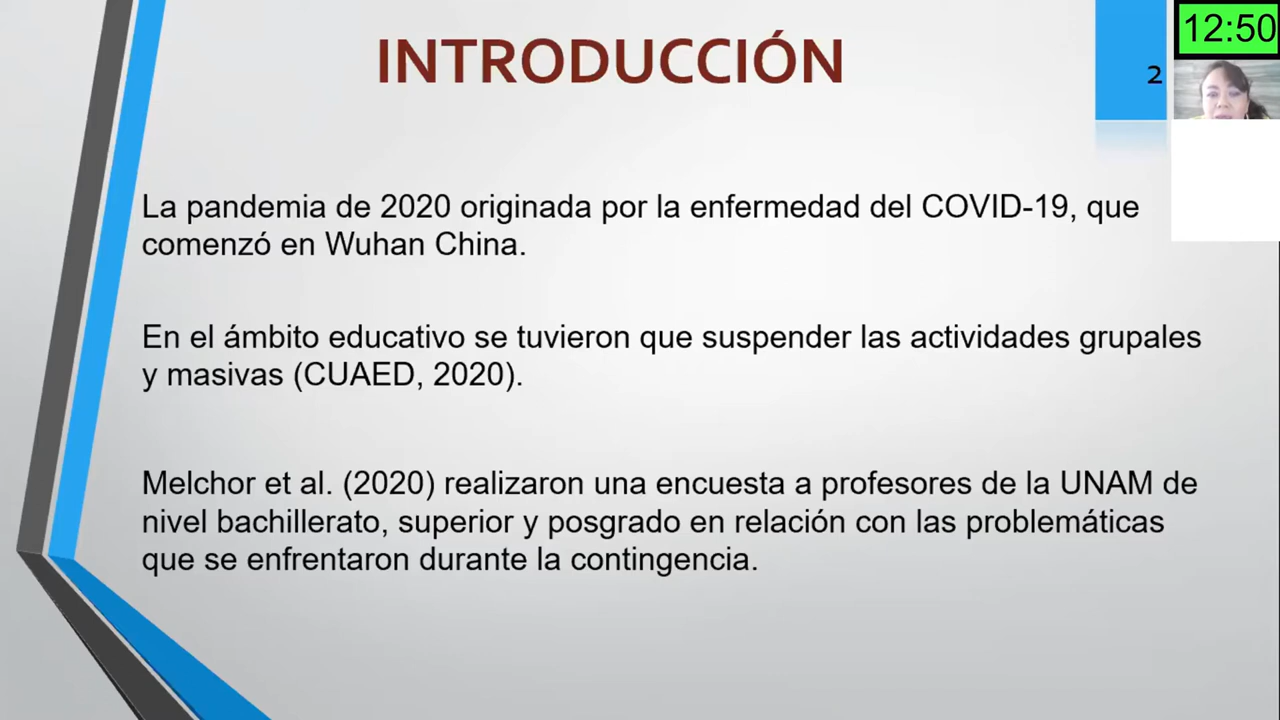 INTRODUCCIÓN
12:50
2
La pandemia de 2020 originada por la enfermedad del COVID-19, que
comenzó en Wuhan China.
En el ámbito educativo se tuvieron que suspender las actividades grupales
y masivas (CUAED, 2020).
Melchor et al. (2020) realizaron una encuesta a profesores de la UNAM de
nivel bachillerato, superior y posgrado en relación con las problemáticas
que se enfrentaron durante la contingencia.